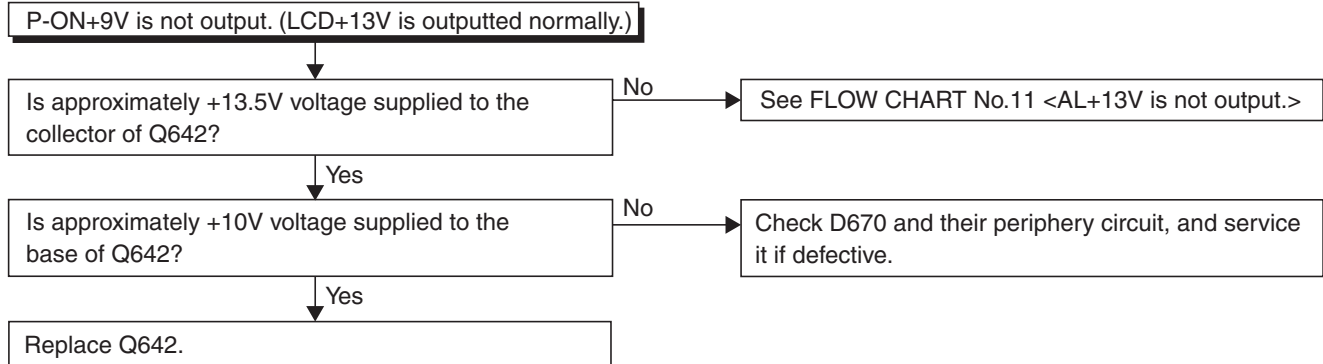 P-ON+9V is not output. (LCD+13V is outputted normally.)
Is approximately +13.5V voltage supplied to the
collector of Q642?
No
See FLOW CHART No.11 <AL+13V is not output.>
Yes
Is approximately +10V voltage supplied to the
base of Q642?
No
Check D670 and their periphery circuit, and service
it if defective.
Yes
Replace Q642.